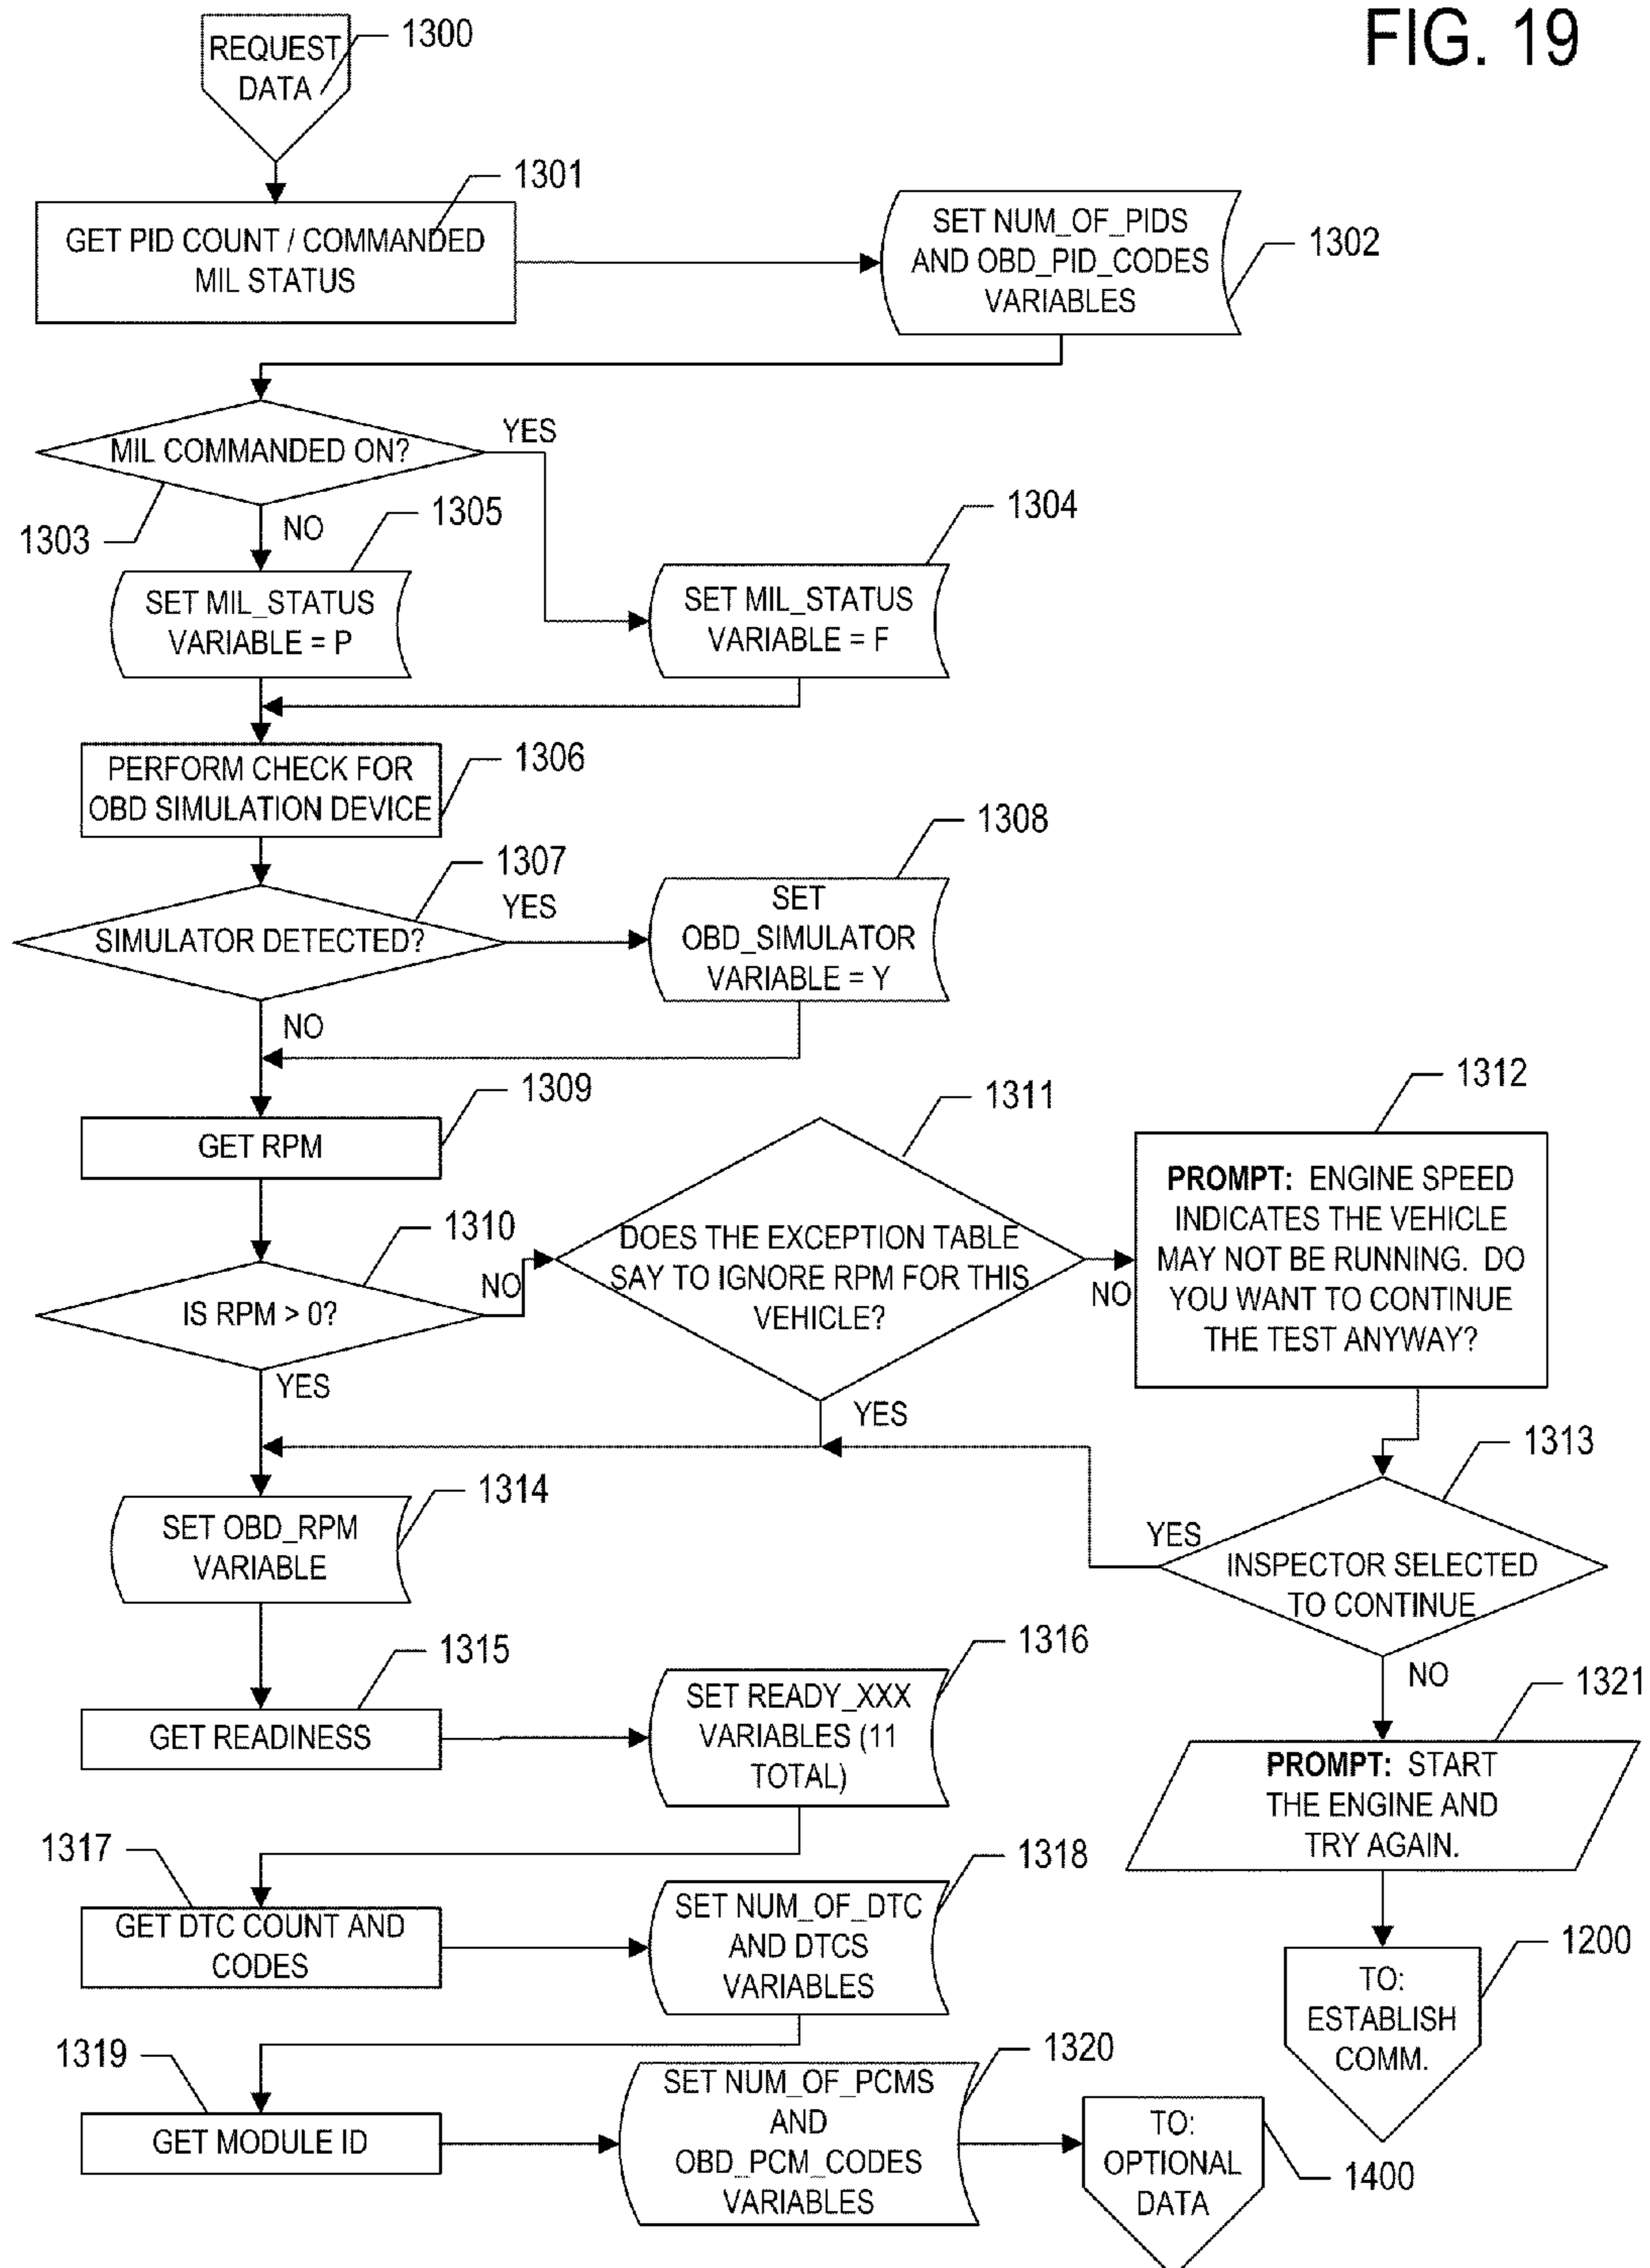 FIG. 19
REQUEST
DATA
1300
1301
GET PID COUNT / COMMANDED
MIL STATUS
SET NUM_OF_PIDS
AND OBD_PID_CODES
VARIABLES
1302
MIL COMMANDED ON?
YES
1303
NO
1305
1304
SET MIL_STATUS
VARIABLE = P
SET MIL_STATUS
VARIABLE = F
PERFORM CHECK FOR
OBD SIMULATION DEVICE
1306
1307
1308
SIMULATOR DETECTED?
YES
SET
OBD_SIMULATOR
VARIABLE = Y
NO
1309
GET RPM
1311
1312
1310
IS RPM > 0?
NO
DOES THE EXCEPTION TABLE
SAY TO IGNORE RPM FOR THIS
VEHICLE?
NO
PROMPT: ENGINE SPEED
INDICATES THE VEHICLE
MAY NOT BE RUNNING. DO
YOU WANT TO CONTINUE
THE TEST ANYWAY?
YES
YES
1313
1314
SET OBD_RPM
VARIABLE
YES
INSPECTOR SELECTED
TO CONTINUE
NO
1315
1316
GET READINESS
SET READY_XXX
VARIABLES (11
TOTAL)
1321
PROMPT: START
THE ENGINE AND
TRY AGAIN.
1317
1318
GET DTC COUNT AND
CODES
SET NUM_OF_DTC
AND DTCS
VARIABLES
1200
TO:
ESTABLISH
COMM.
1319
1320
GET MODULE ID
SET NUM_OF_PCMS
AND
OBD_PCM_CODES
VARIABLES
TO:
OPTIONAL
DATA
1400